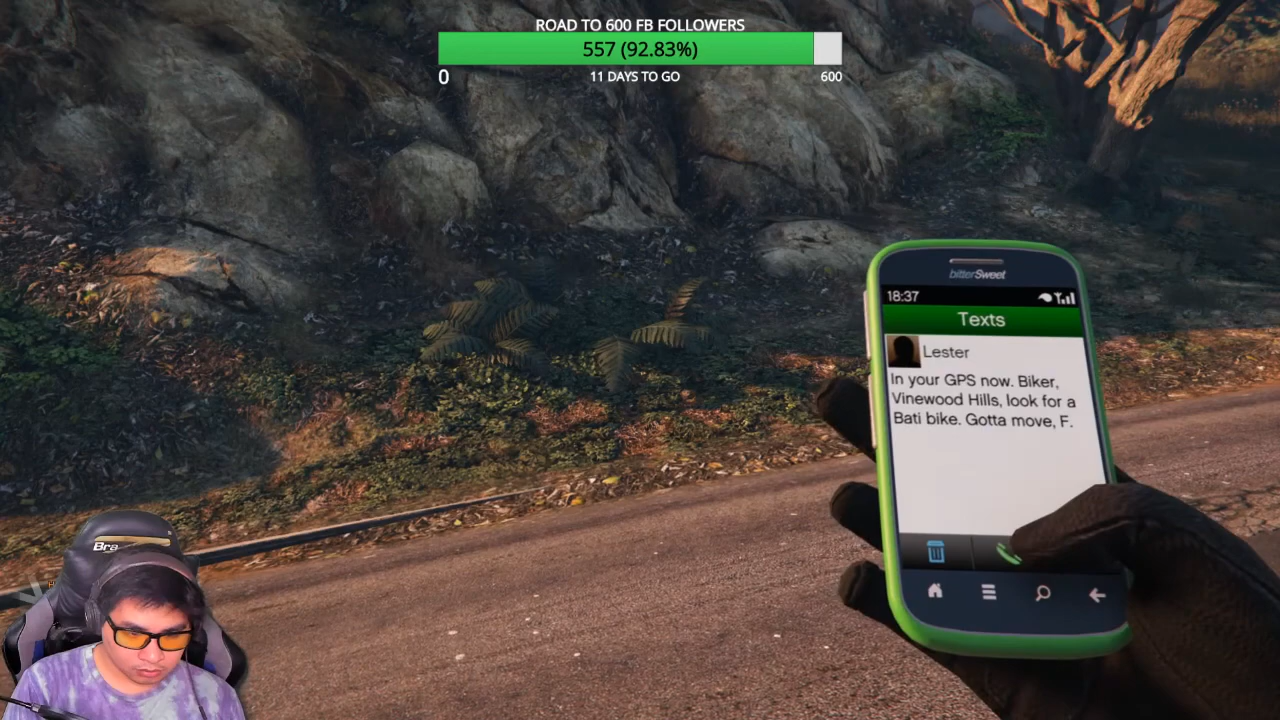 ROAD TO 600 FB FOLLOWERS
557 (92.83%)
0
11 DAYS TO GO
600
bitterSweet
18:37
Texts
Lester
In your GPS now. Biker,
Vinewood Hills, look for a
Bati bike. Gotta move, F.
Bra